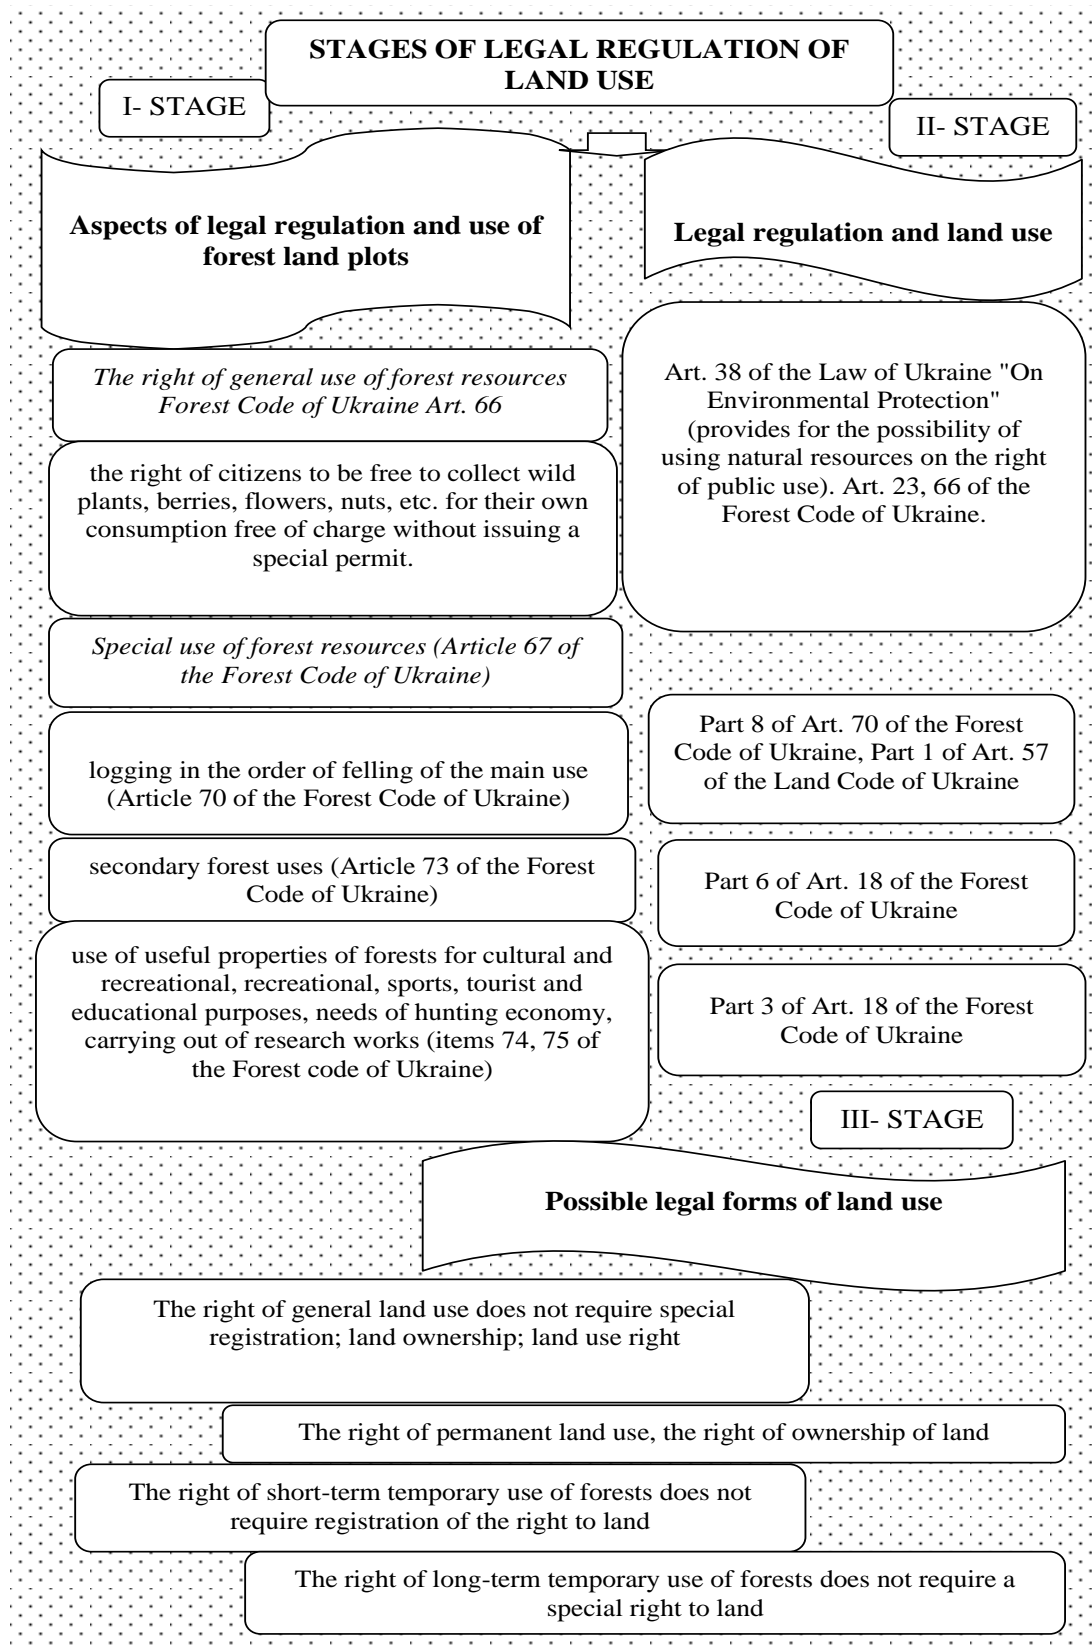 STAGES OF LEGAL REGULATION OF
LAND USE
I- STAGE
II- STAGE
Aspects of legal regulation and use of
forest land plots
Legal regulation and land use
The right of general use of forest resources
Forest Code of Ukraine Art. 66
the right of citizens to be free to collect wild
plants, berries, flowers, nuts, etc. for their own
consumption free of charge without issuing a
special permit.
Art. 38 of the Law of Ukraine "On
Environmental Protection"
(provides for the possibility of
using natural resources on the right
of public use). Art. 23, 66 of the
Forest Code of Ukraine.
Special use of forest resources (Article 67 of
the Forest Code of Ukraine)
logging in the order of felling of the main use
(Article 70 of the Forest Code of Ukraine)
Part 8 of Art. 70 of the Forest
Code of Ukraine, Part 1 of Art. 57
of the Land Code of Ukraine
secondary forest uses (Article 73 of the Forest
Code of Ukraine)
Part 6 of Art. 18 of the Forest
Code of Ukraine
use of useful properties of forests for cultural and
recreational, recreational, sports, tourist and
educational purposes, needs of hunting economy,
carrying out of research works (items 74, 75 of
the Forest code of Ukraine)
Part 3 of Art. 18 of the Forest
Code of Ukraine
III- STAGE
Possible legal forms of land use
The right of general land use does not require special
registration; land ownership; land use right
The right of permanent land use, the right of ownership of land
The right of short-term temporary use of forests does not
require registration of the right to land
The right of long-term temporary use of forests does not require a
special right to land